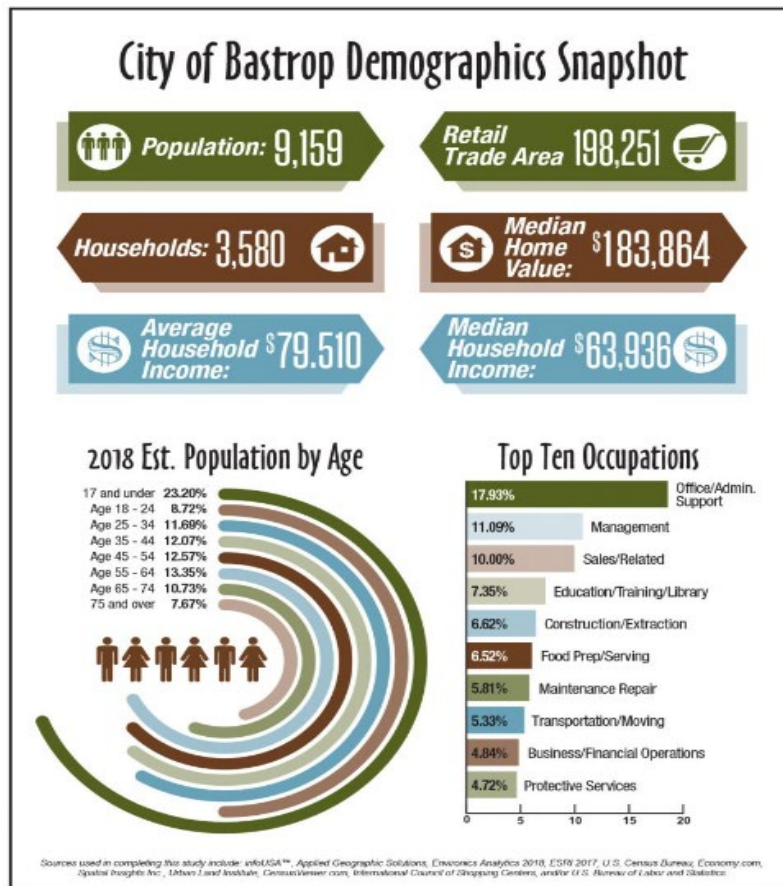 City of Bastrop Demographics Snapshot
Population: 9,159
Retail
Trade Area 198,251
Households: 3,580
Median
Home
Value: $183,864
Average
Household
Income: $79.510
Median
Household
Income: $63,936
2018 Est. Population by Age
17 and under 23.20%
Age 18 - 24 8.72%
Age 25 - 34 11.69%
Age 35 - 44 12.07%
Age 45 - 54 12.57%
Age 55 - 64 13.35%
Age 65 - 74 10.73%
75 and over 7.67%
Top Ten Occupations
17.93% Office/Admin.
Support
11.09% Management
10.00% Sales/Related
7.35% Education/Training/Library
6.62% Construction/Extraction
6.52% Food Prep/Serving
5.81% Maintenance Repair
5.33% Transportation/Moving
4.84% Business/Financial Operations
4.72% Protective Services
0 5 10 15 20
Sources used in completing this study include: infoUSA™, Applied Geographic Solutions, Environics Analytics 2018, ESRI 2017, U.S. Census Bureau, Economy.com,
Spatial Insights Inc., Urban Land Institute, CensusViewer.com, International Council of Shopping Centers, and/or U.S. Bureau of Labor and Statistics.